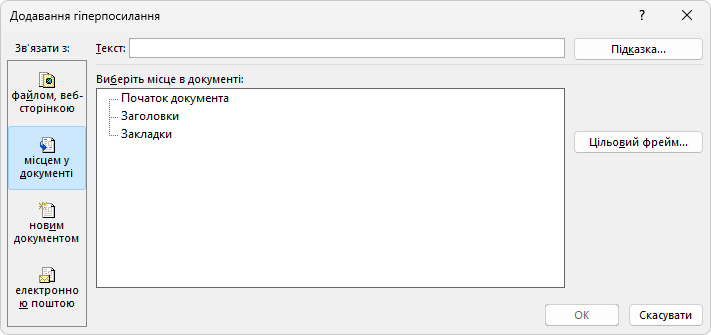 Додавання гіперпосилання
? 
Зв'язати з:
Текст:
Підказка...
Виберіть місце в документі:
файлом, веб-
сторінкою
Початок документа
Заголовки
Закладки
Цільовий фрейм...
місцем у
документі
новим
документом
електронно
ю поштою
ОК
Скасувати